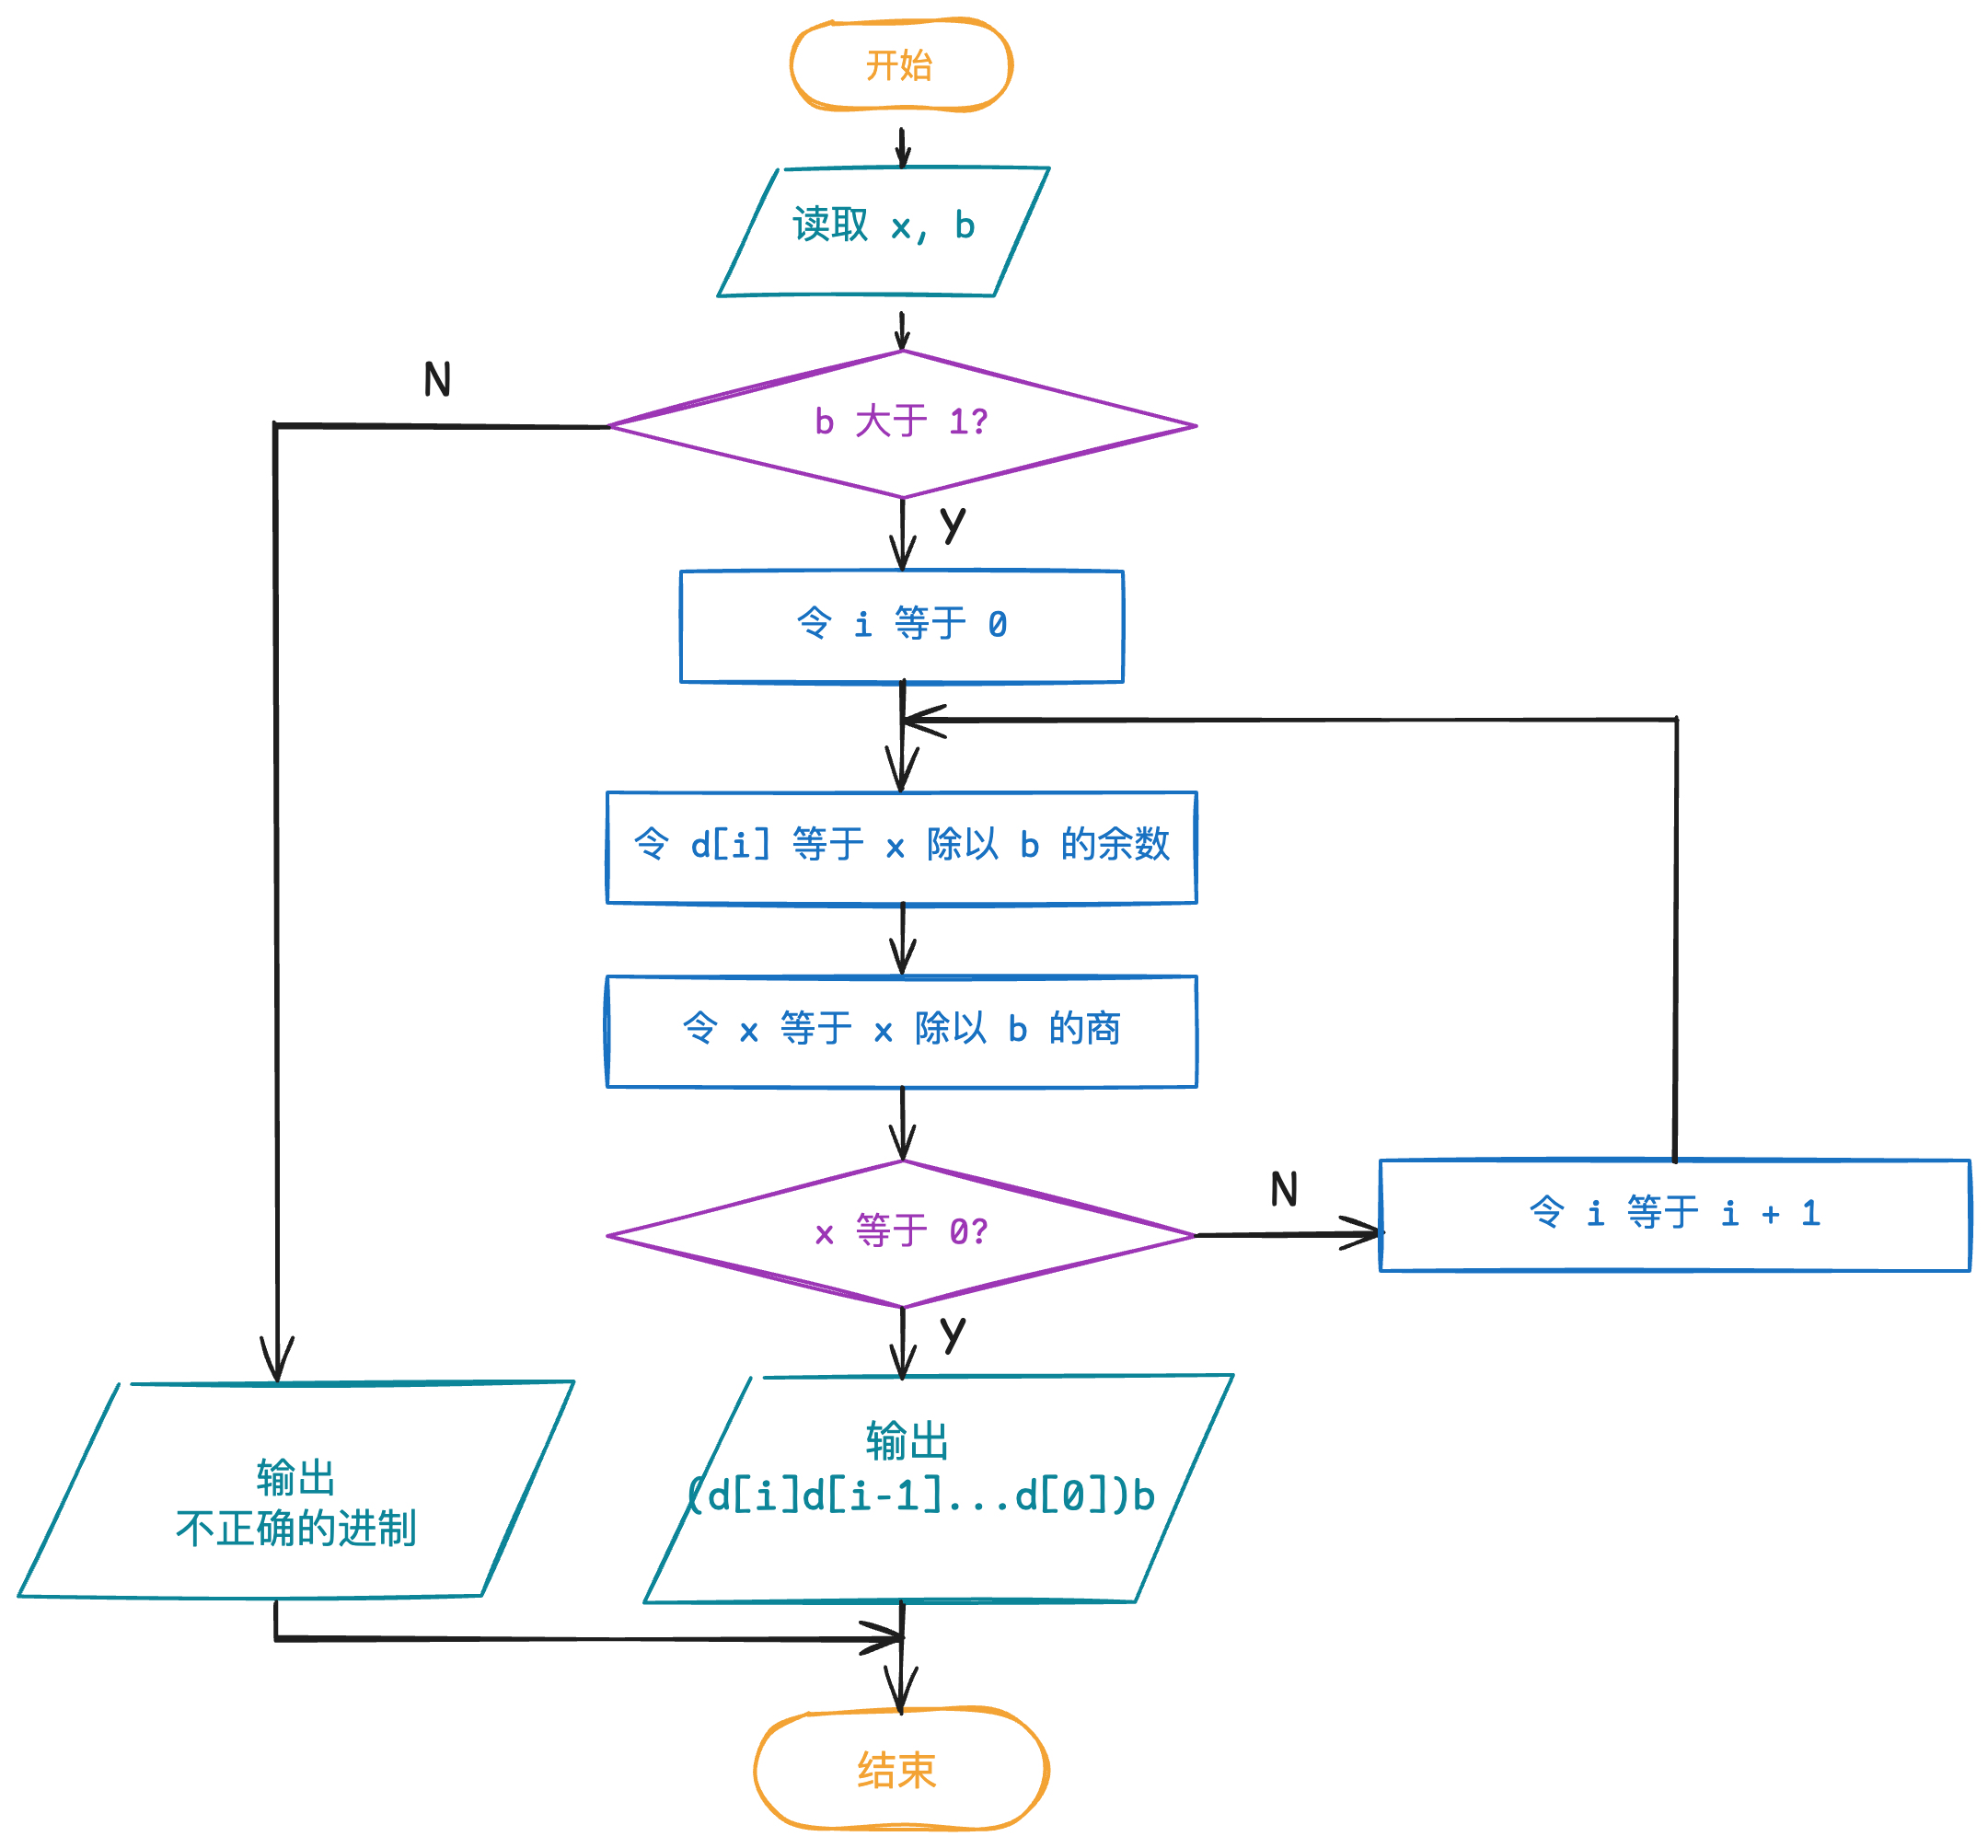 开始
读取 x, b
N
b 大于 1?
y
令 i 等于 0
令 d[i] 等于 x 除以 b 的余数
令 x 等于 x 除以 b 的商
x 等于 0?
N
令 i 等于 i + 1
y
输出
不正确的进制
输出
(d[i]d[i-1]...d[0])b
结束